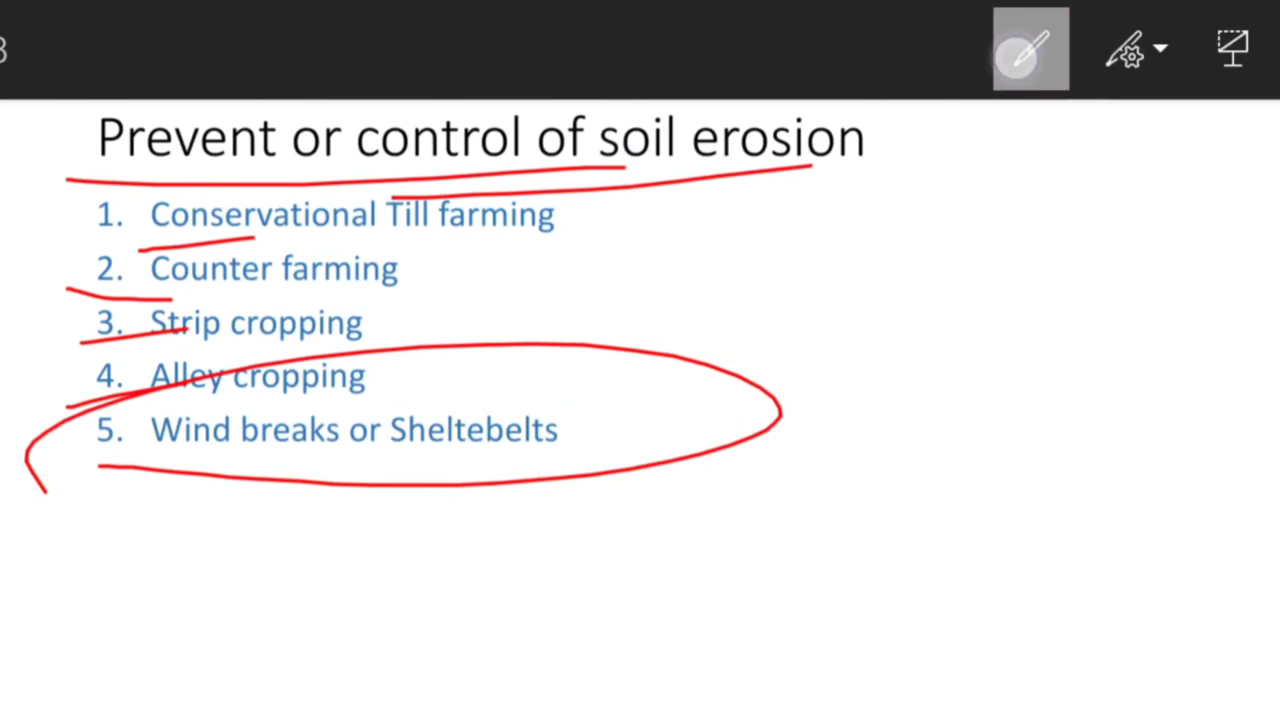 Prevent or control of soil erosion
1. Conservational Till farming
2. Counter farming
3. Strip cropping
4. Alley cropping
5. Wind breaks or Sheltebelts